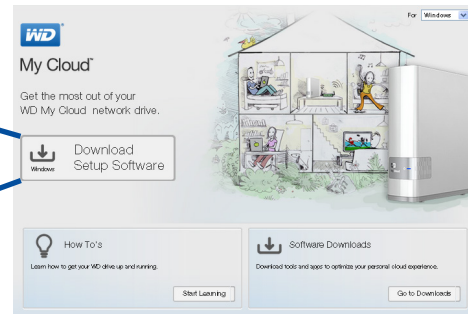 For Windows
WD
My Cloud™
Get the most out of your
WD My Cloud network drive.
Download
Setup Software
Windows
How To's
Learn how to get your WD drive up and running.
Start Learning
Software Downloads
Download tools and apps to optimize your personal cloud experience.
Go to Downloads